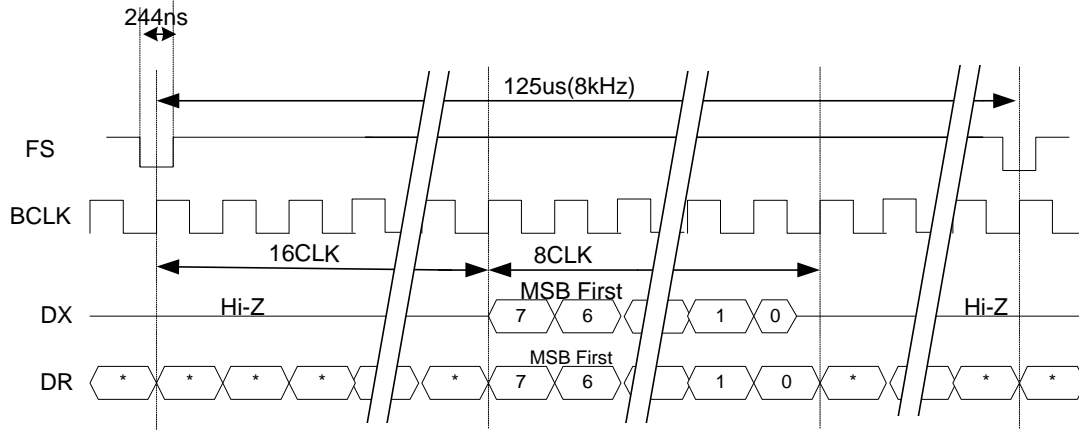 244ns
125us(8kHz)
FS
BCLK
16CLK 8CLK
MSB First
DX Hi-Z 7 6 1 0 Hi-Z
MSB First
DR * * * * * 7 6 1 0 * * *